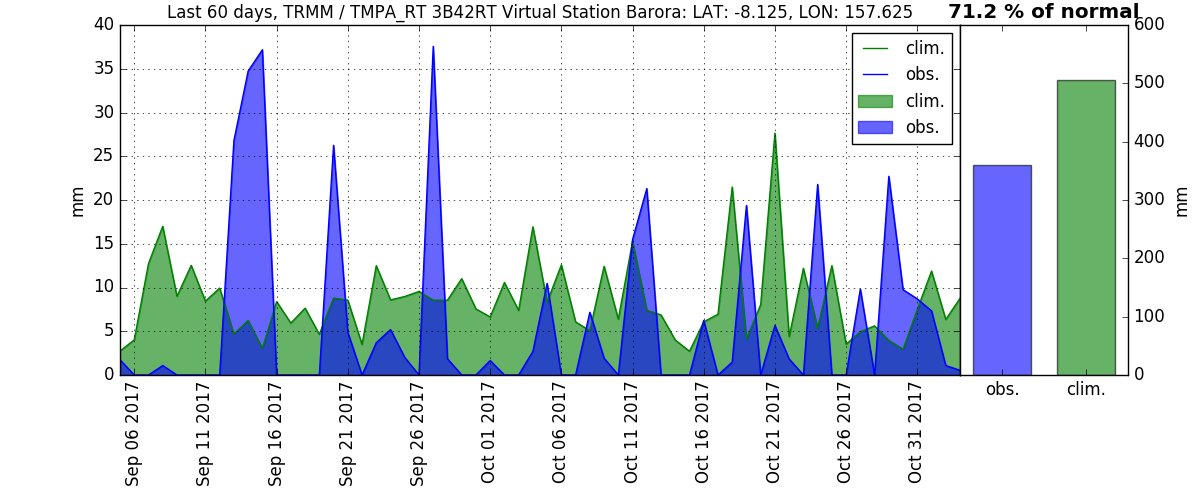 Last 60 days, TRMM / TMPA_RT 3B42RT Virtual Station Barora: LAT: -8.125, LON: 157.625
71.2 % of normal
40
35
30
25
20
15
10
5
0
mm
clim.
obs.
clim.
obs.
600
500
400
300
200
100
0
mm
obs.
clim.
Sep 06 2017
Sep 11 2017
Sep 16 2017
Sep 21 2017
Sep 26 2017
Oct 01 2017
Oct 06 2017
Oct 11 2017
Oct 16 2017
Oct 21 2017
Oct 26 2017
Oct 31 2017